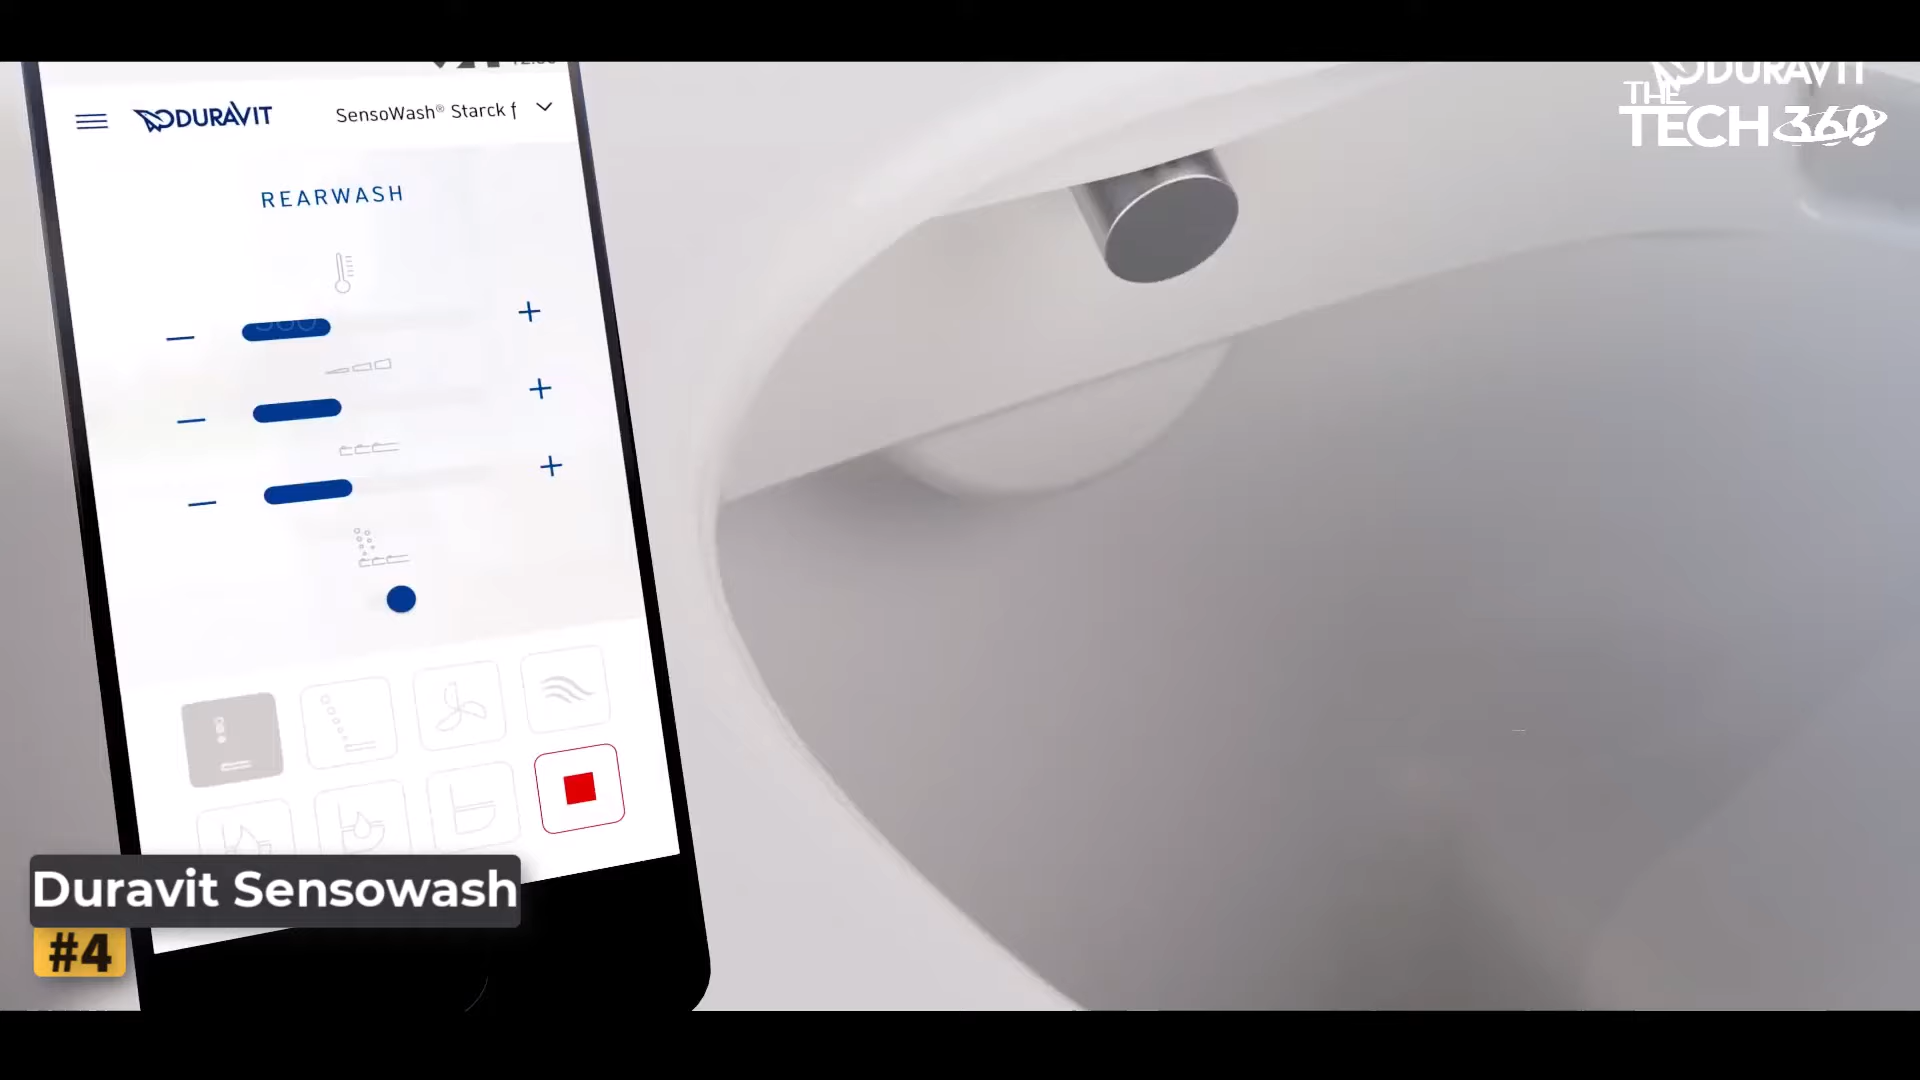 DURAVIT
SensoWash® Starck f
REARWASH
DURAVIT
THE
TECH 360
Duravit Sensowash
#4